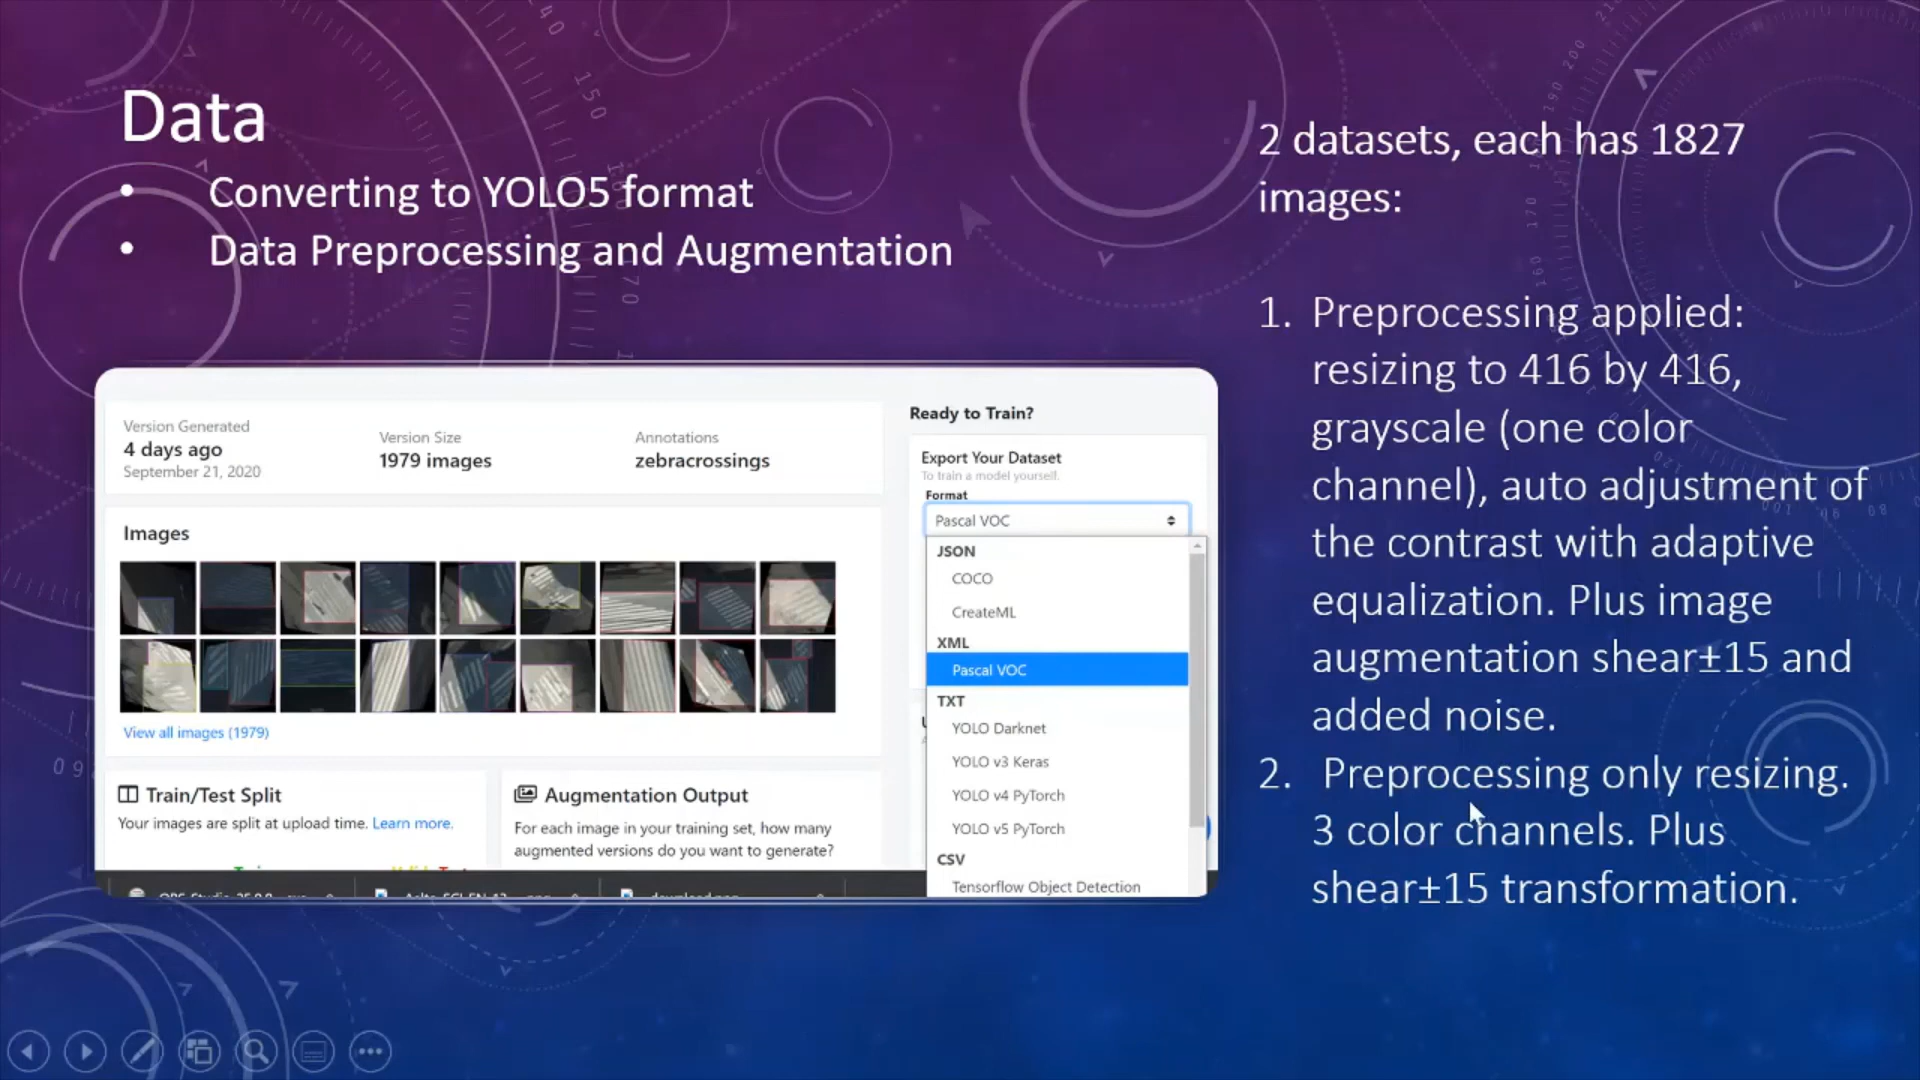 Data
• Converting to YOLO5 format
• Data Preprocessing and Augmentation
2 datasets, each has 1827
images:
1. Preprocessing applied:
resizing to 416 by 416,
grayscale (one color
channel), auto adjustment of
the contrast with adaptive
equalization. Plus image
augmentation shear±15 and
added noise.
2. Preprocessing only resizing.
3 color channels. Plus
shear±15 transformation.
Version Generated
4 days ago
September 21, 2020
Version Size
1979 images
Annotations
zebracrossings
Images
View all images (1979)
Train/Test Split
Your images are split at upload time. Learn more.
Augmentation Output
For each image in your training set, how many
augmented versions do you want to generate?
Ready to Train?
Export Your Dataset
To train a model yourself.
Format
Pascal VOC
JSON
COCO
CreateML
XML
Pascal VOC
TXT
YOLO Darknet
YOLO v3 Keras
YOLO v4 PyTorch
YOLO v5 PyTorch
CSV
Tensorflow Object Detection
150
170
190
200
210
170
160